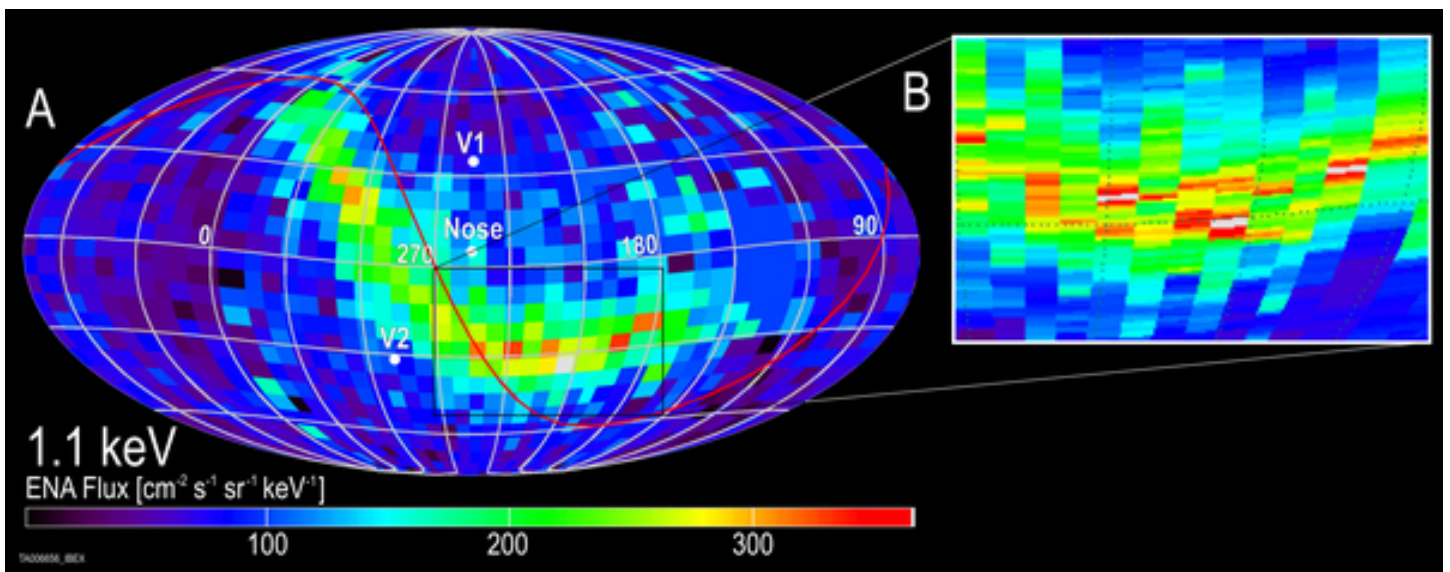 A
B
V1
Nose
0
270
180
90
V2
1.1 keV
ENA Flux [cm⁻² s⁻¹ sr⁻¹ keV⁻¹]
100 200 300